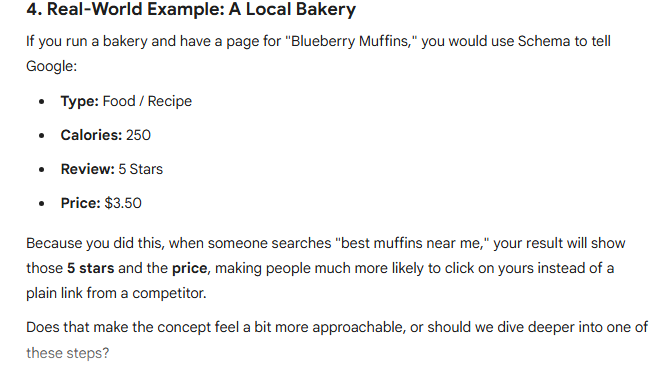 4. Real-World Example: A Local Bakery
If you run a bakery and have a page for "Blueberry Muffins," you would use Schema to tell
Google:
• Type: Food / Recipe
• Calories: 250
• Review: 5 Stars
• Price: $3.50
Because you did this, when someone searches "best muffins near me," your result will show
those 5 stars and the price, making people much more likely to click on yours instead of a
plain link from a competitor.
Does that make the concept feel a bit more approachable, or should we dive deeper into one of
these steps?